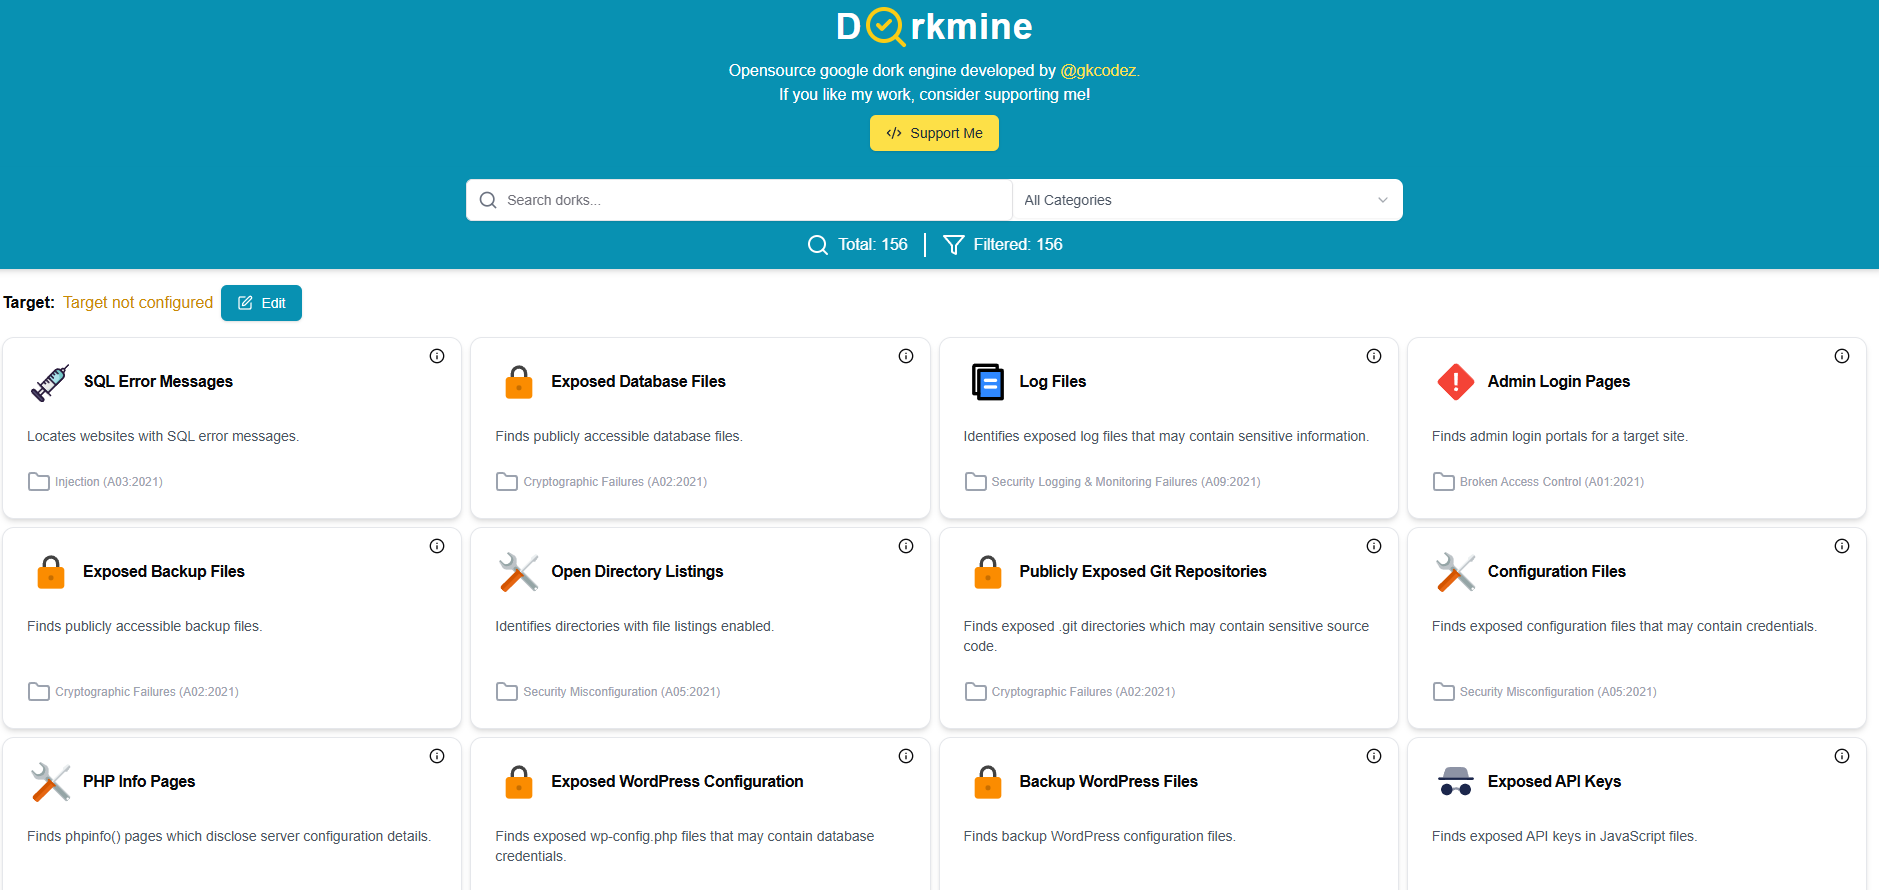 Dorkmine
Opensource google dork engine developed by @gkcodez.
If you like my work, consider supporting me!
</> Support Me
Search dorks...
All Categories
Total: 156
Filtered: 156
Target: Target not configured
Edit
SQL Error Messages
Locates websites with SQL error messages.
Injection (A03:2021)
Exposed Database Files
Finds publicly accessible database files.
Cryptographic Failures (A02:2021)
Log Files
Identifies exposed log files that may contain sensitive information.
Security Logging & Monitoring Failures (A09:2021)
Admin Login Pages
Finds admin login portals for a target site.
Broken Access Control (A01:2021)
Exposed Backup Files
Finds publicly accessible backup files.
Cryptographic Failures (A02:2021)
Open Directory Listings
Identifies directories with file listings enabled.
Security Misconfiguration (A05:2021)
Publicly Exposed Git Repositories
Finds exposed .git directories which may contain sensitive source
code.
Cryptographic Failures (A02:2021)
Configuration Files
Finds exposed configuration files that may contain credentials.
Security Misconfiguration (A05:2021)
PHP Info Pages
Finds phpinfo() pages which disclose server configuration details.
Exposed WordPress Configuration
Finds exposed wp-config.php files that may contain database
credentials.
Backup WordPress Files
Finds backup WordPress configuration files.
Exposed API Keys
Finds exposed API keys in JavaScript files.